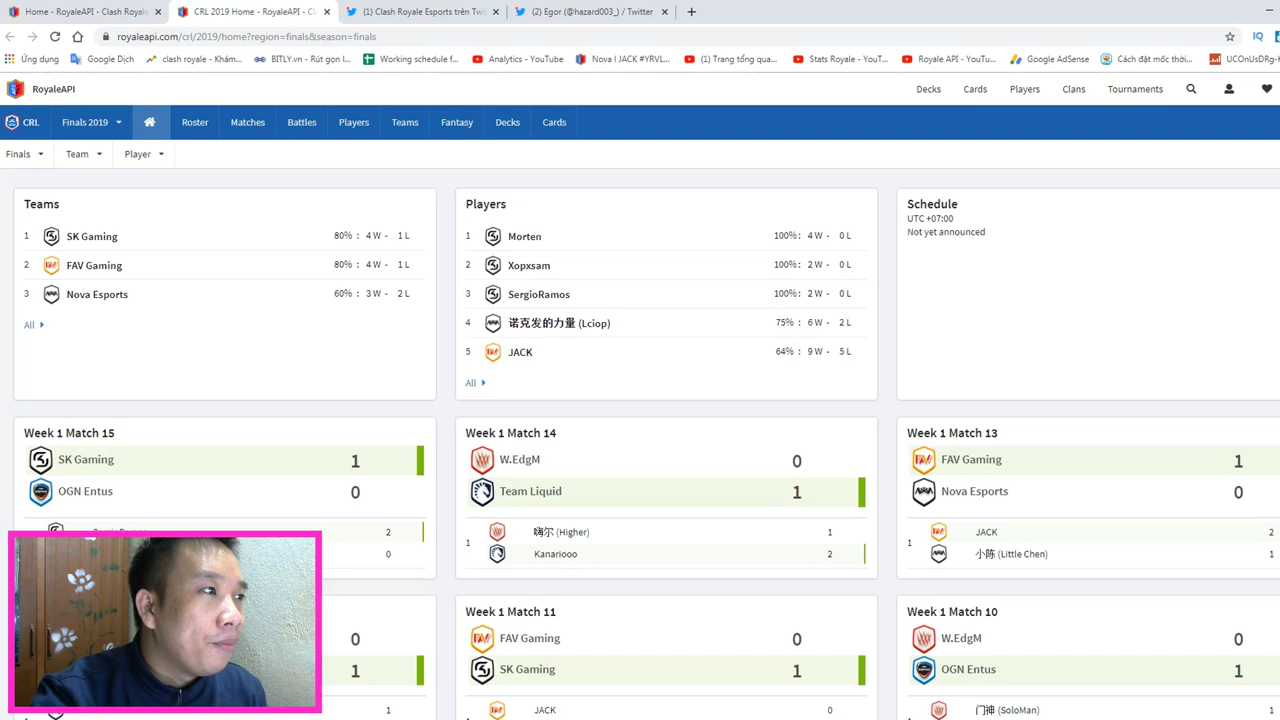 Home - RoyaleAPI - Clash Royale
CRL 2019 Home - RoyaleAPI - Cl
(1) Clash Royale Esports trên Twi
(2) Egor (@hazard003_) / Twitter
royaleapi.com/crl/2019/home?region=finals&season=finals
IQ
Ứng dụng
Google Dịch
clash royale - Khám...
BITLY.vn - Rút gọn l...
Working schedule f...
Analytics - YouTube
Nova l JACK #YRVL...
(1) Trang tổng qua...
Stats Royale - YouT...
Royale API - YouTu...
Google AdSense
Cách đặt mốc thời...
UCOnUsDRg-K
RoyaleAPI
Decks
Cards
Players
Clans
Tournaments
CRL
Finals 2019
Roster
Matches
Battles
Players
Teams
Fantasy
Decks
Cards
Finals
Team
Player
Teams
1 SK Gaming 80% : 4 W - 1 L
2 FAV Gaming 80% : 4 W - 1 L
3 Nova Esports 60% : 3 W - 2 L
All
Players
1 Morten 100% : 4 W - 0 L
2 Xopxsam 100% : 2 W - 0 L
3 SergioRamos 100% : 2 W - 0 L
4 诺克发的力量 (Lciop) 75% : 6 W - 2 L
5 JACK 64% : 9 W - 5 L
All
Schedule
UTC +07:00
Not yet announced
Week 1 Match 15
SK Gaming 1
OGN Entus 0
2
0
Week 1 Match 14
W.EdgM 0
Team Liquid 1
1
嗨尔 (Higher) 1
Kanariooo 2
Week 1 Match 13
FAV Gaming 1
Nova Esports 0
1
JACK 2
小陈 (Little Chen) 1
0
1
1
Week 1 Match 11
FAV Gaming 0
SK Gaming 1
JACK 0
Week 1 Match 10
W.EdgM 0
OGN Entus 1
门神 (SoloMan) 1